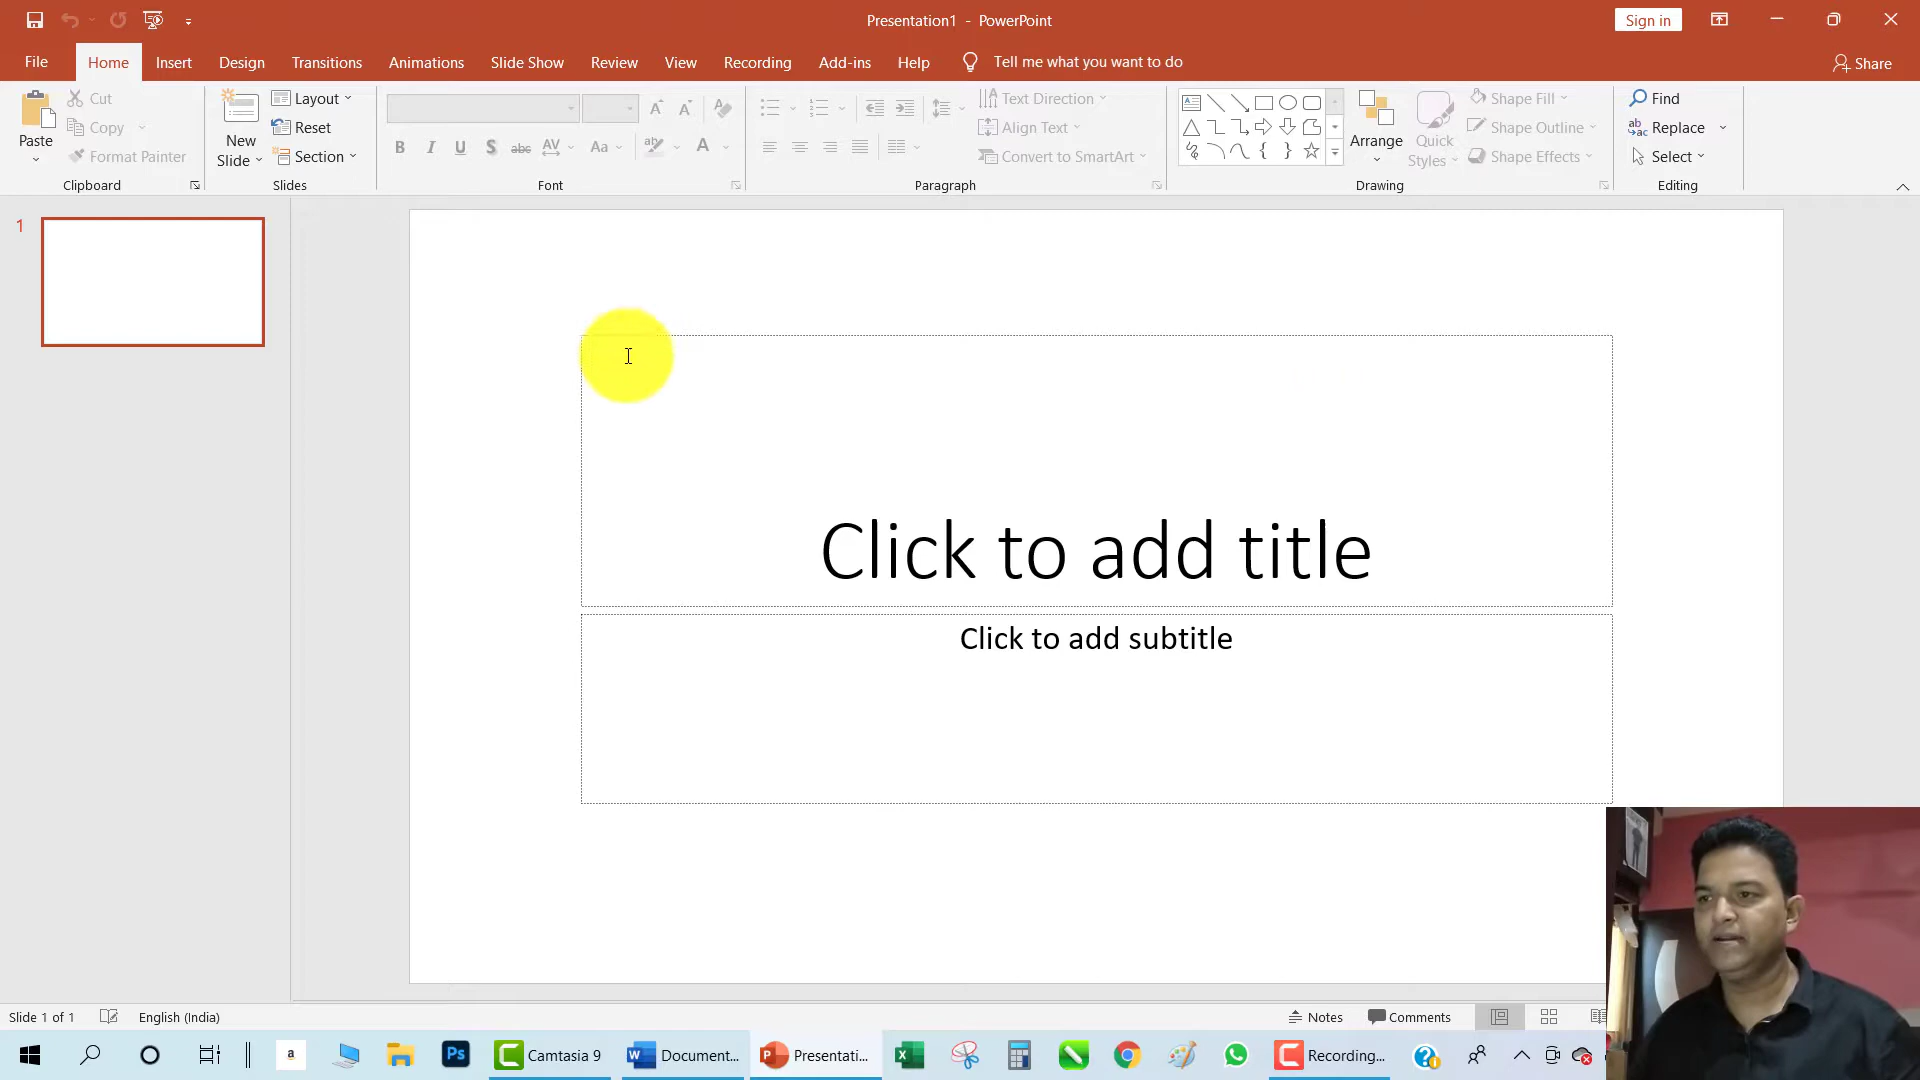 Presentation1 - PowerPoint
Sign in
File Home Insert Design Transitions Animations Slide Show Review View Recording Add-ins Help Tell me what you want to do Share
Paste
Cut
Copy
Format Painter
Clipboard
New Slide
Layout
Reset
Section
Slides
B I U S abc AV Aa A
Font
Text Direction
Align Text
Convert to SmartArt
Paragraph
Arrange
Quick Styles
Shape Fill
Shape Outline
Shape Effects
Drawing
Find
Replace
Select
Editing
1
Click to add title
Click to add subtitle
Slide 1 of 1 English (India) Notes Comments
a Ps Camtasia 9 Document... Presentati... Recording...